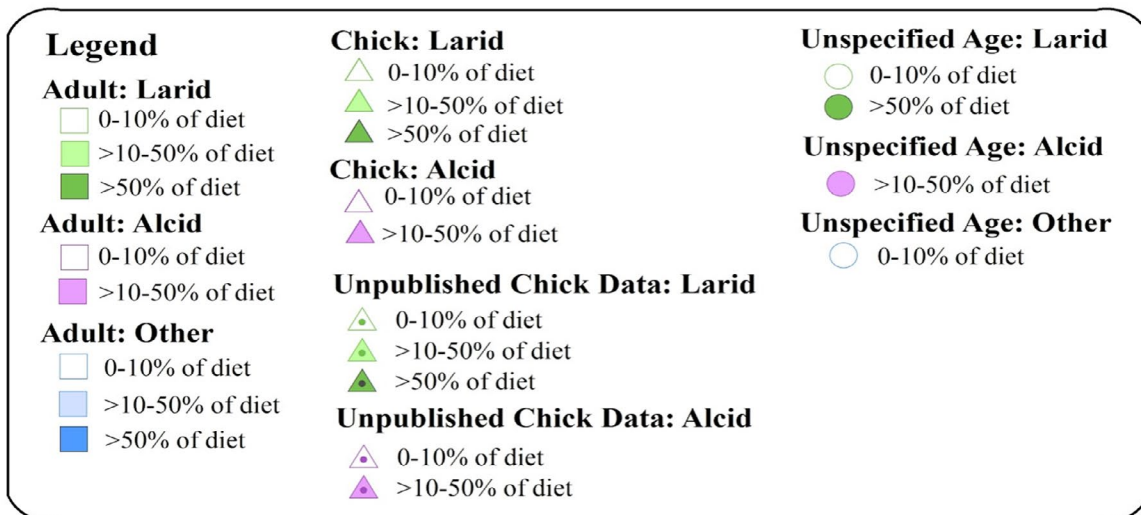 Legend
Adult: Larid
0-10% of diet
>10-50% of diet
>50% of diet
Adult: Alcid
0-10% of diet
>10-50% of diet
Adult: Other
0-10% of diet
>10-50% of diet
>50% of diet
Chick: Larid
0-10% of diet
>10-50% of diet
>50% of diet
Chick: Alcid
0-10% of diet
>10-50% of diet
Unpublished Chick Data: Larid
0-10% of diet
>10-50% of diet
>50% of diet
Unpublished Chick Data: Alcid
0-10% of diet
>10-50% of diet
Unspecified Age: Larid
0-10% of diet
>50% of diet
Unspecified Age: Alcid
>10-50% of diet
Unspecified Age: Other
0-10% of diet